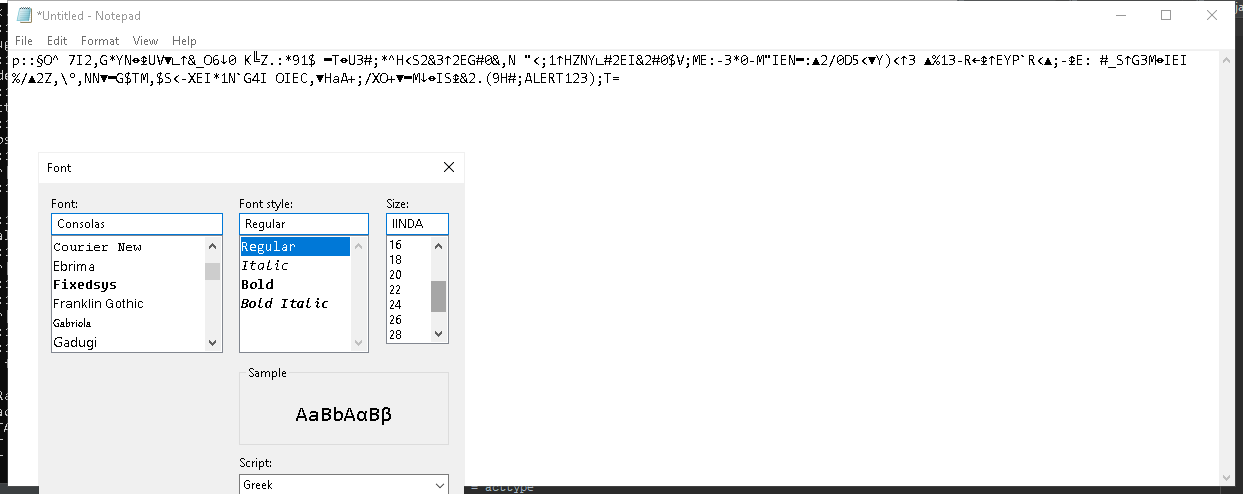 *Untitled - Notepad
File Edit Format View Help
p::§O^ 7I2,G*YN↔↨UV▼∟↑&_O6↓0 K╚Z.:*91$ ▬T↔U3#;*^H<S2&3↑2EG#0&,N "<;1↑HZNY∟#2EI&2#0$V;ME:-3*0-M"IEN▬:▲2/0D5<▼Y)<↑3 ▲%13-R←↨↑EYP`R<▲;-↨E: #_S↑G3M↔IEI
%/▲2Z,\°,NN▼▬G$TM,$S<-XEI*1N`G4I OIEC,▼HaA+;/XO+▼▬M↓↔IS↨&2.(9H#;ALERT123);T=
Font
Font: Font style: Size:
Consolas Regular IINDA
Courier New Regular 16
Ebrima Italic 18
Fixedsys Bold 20
Franklin Gothic Bold Italic 22
Gabriola 24
Gadugi 26
28
Sample
AaBbAαBβ
Script:
Greek
= acttype